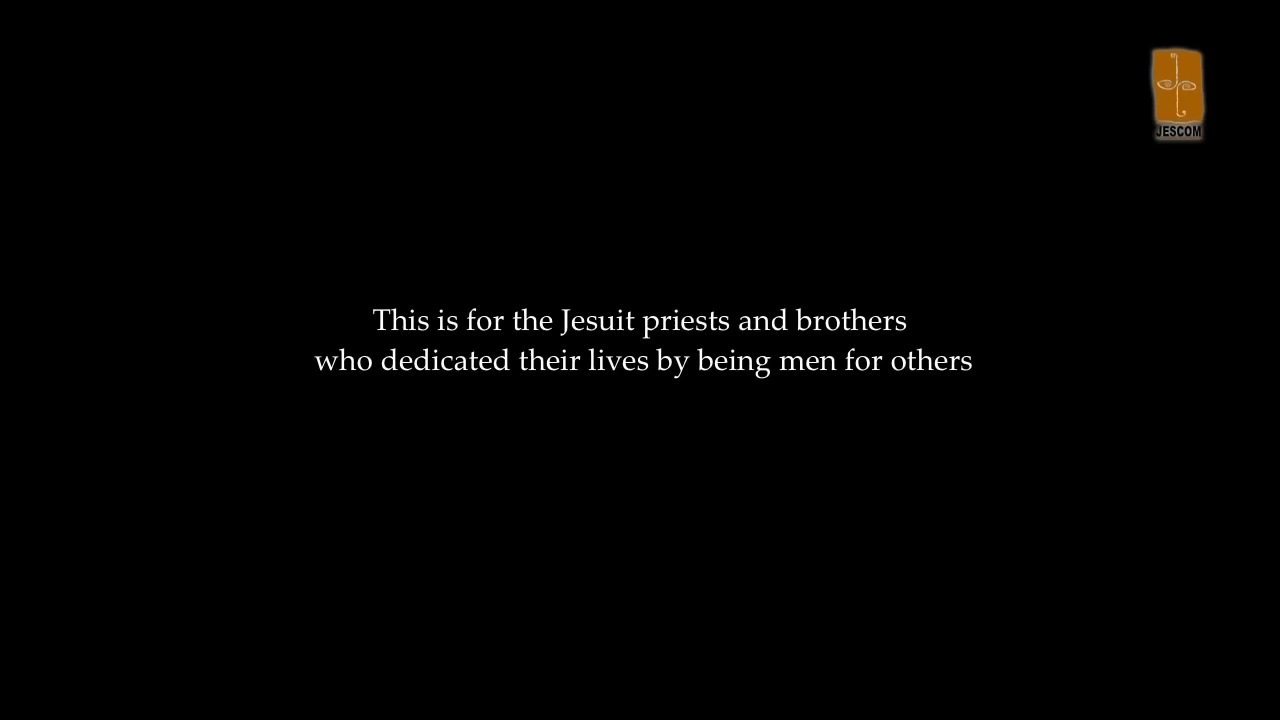 JESCOM
This is for the Jesuit priests and brothers
who dedicated their lives by being men for others